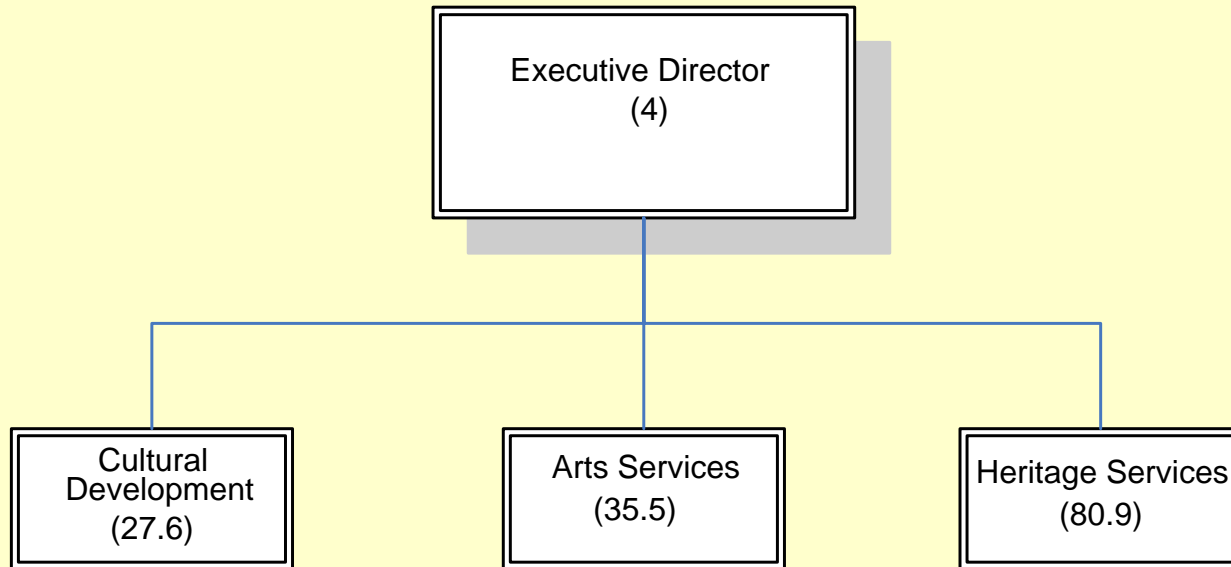 Executive Director
(4)
Cultural
Development
(27.6)
Arts Services
(35.5)
Heritage Services
(80.9)